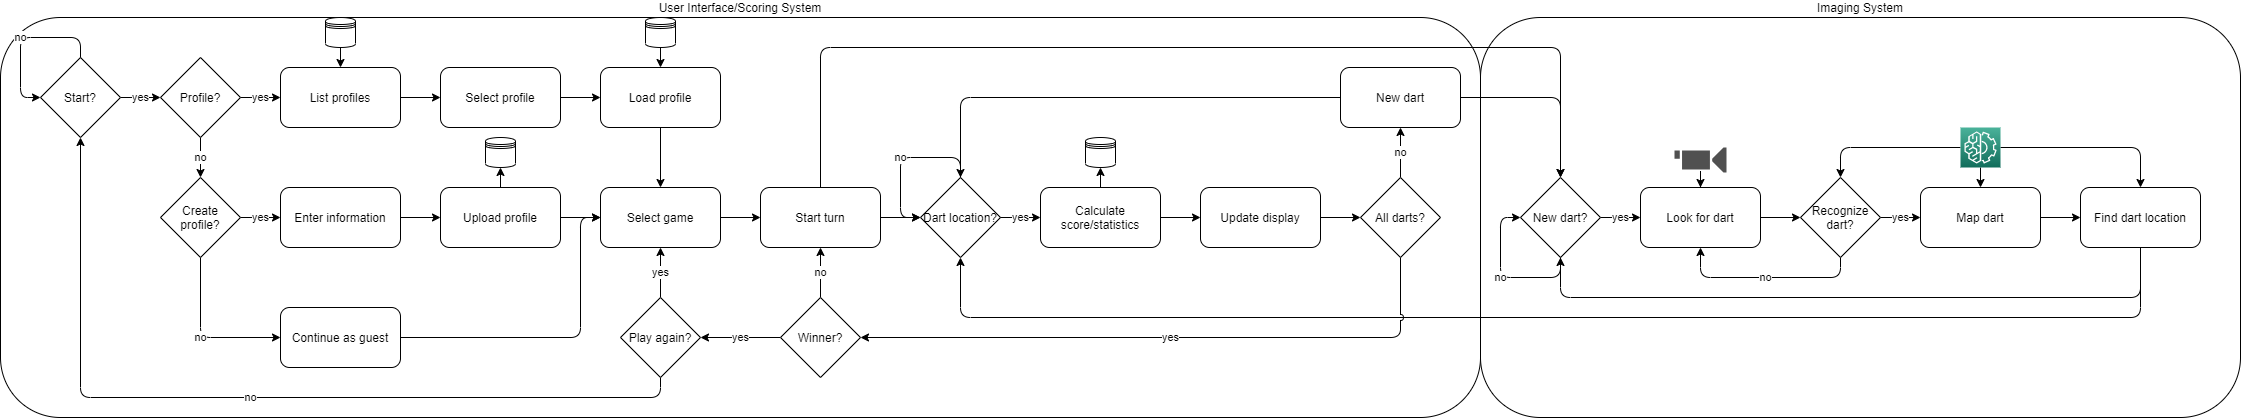 User Interface/Scoring System
Imaging System
no
Start?
yes
Profile?
yes
List profiles
Select profile
Load profile
New dart
no
no
no
Create
profile?
yes
Enter information
Upload profile
Select game
Start turn
Dart location?
yes
Calculate
score/statistics
Update display
All darts?
New dart?
yes
Look for dart
Recognize
dart?
yes
Map dart
Find dart location
yes
no
no
no
no
Continue as guest
Play again?
yes
Winner?
yes
no